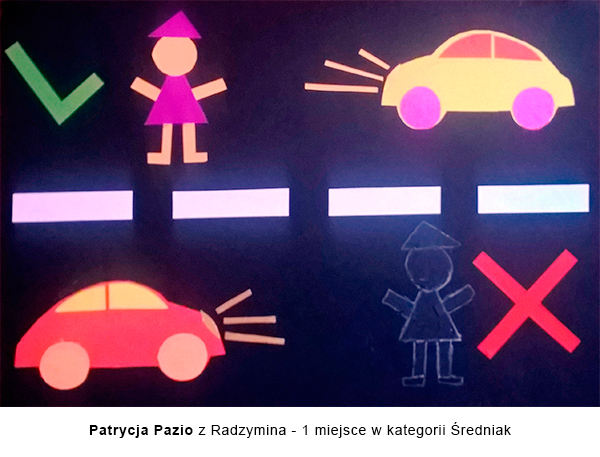 Patrycja Pazio z Radzymina - 1 miejsce w kategorii Średniak